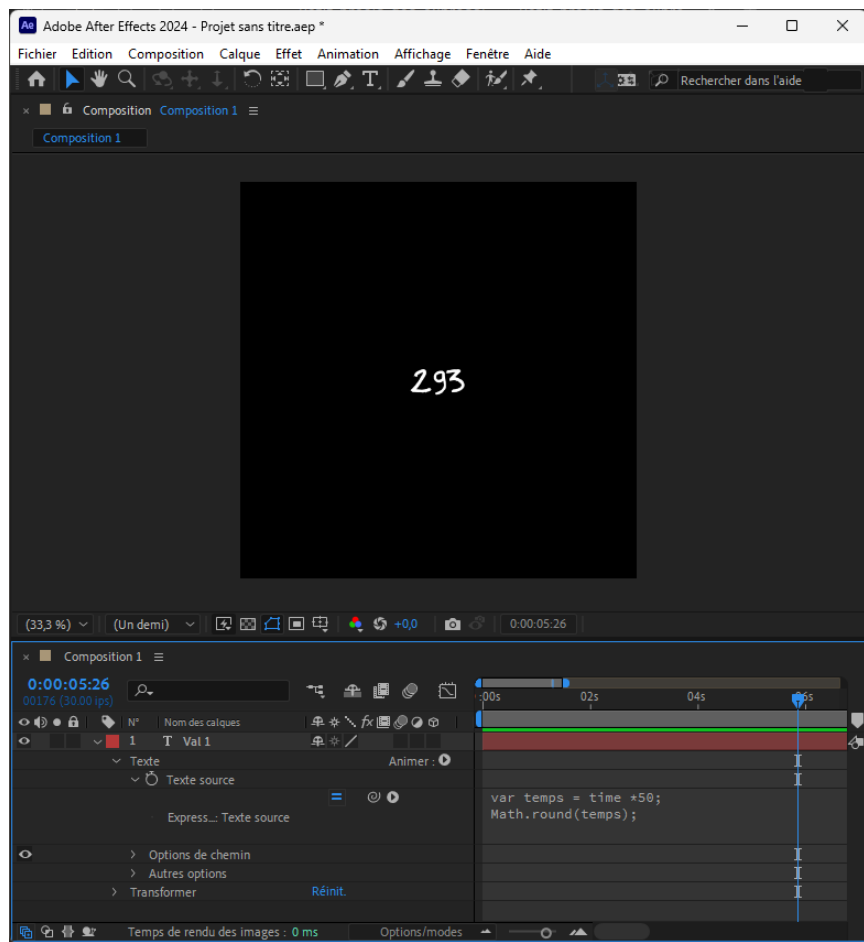 Ae Adobe After Effects 2024 - Projet sans titre.aep *
Fichier Edition Composition Calque Effet Animation Affichage Fenêtre Aide
Rechercher dans l'aide
Composition Composition 1
Composition 1
293
(33,3 %) (Un demi) +0,0 0:00:05:26
Composition 1
0:00:05:26
00176 (30.00 ips)
:00s 02s 04s 06s
N° Nom des calques
1 T Val 1
Texte Animer :
Texte source
var temps = time *50;
Express...: Texte source Math.round(temps);
Options de chemin
Autres options
Transformer Réinit.
Temps de rendu des images : 0 ms Options/modes